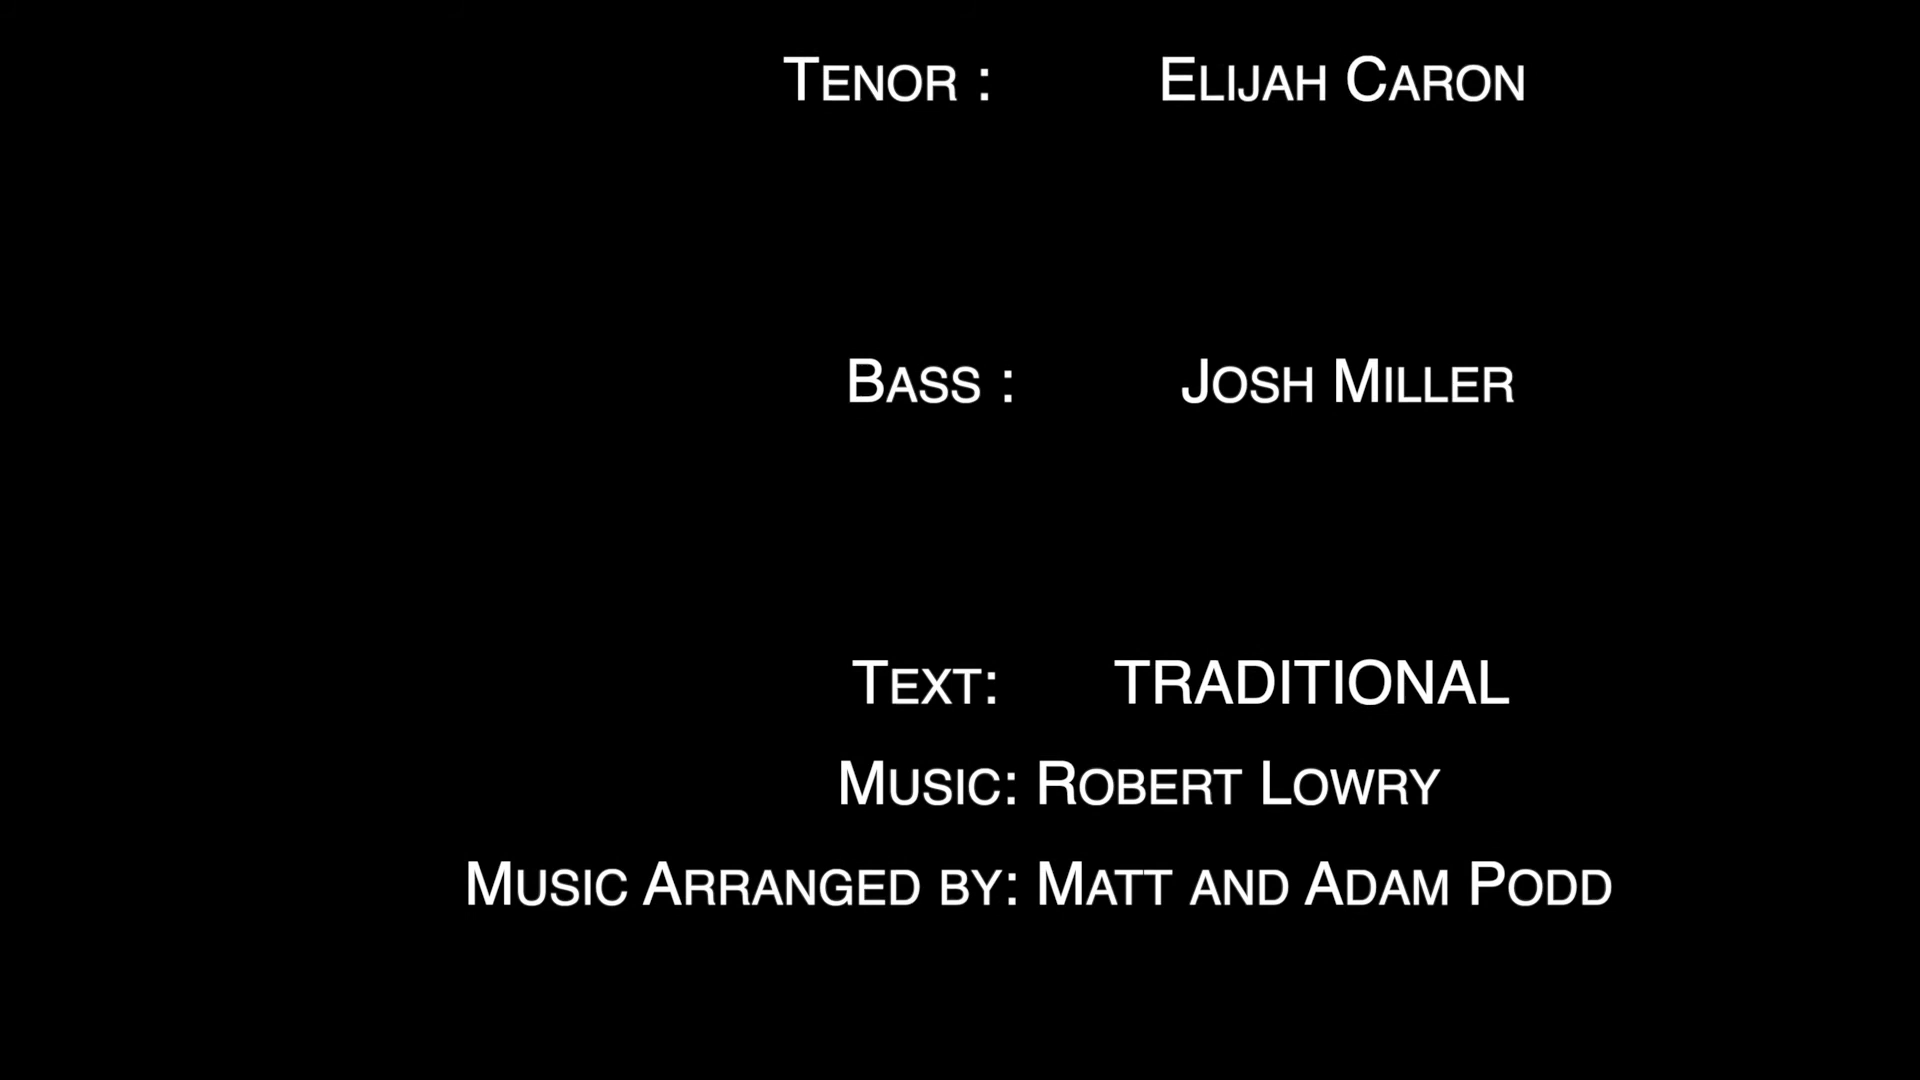 Tenor : Elijah Caron
Bass : Josh Miller
Text: TRADITIONAL
Music: Robert Lowry
Music Arranged by: Matt and Adam Podd